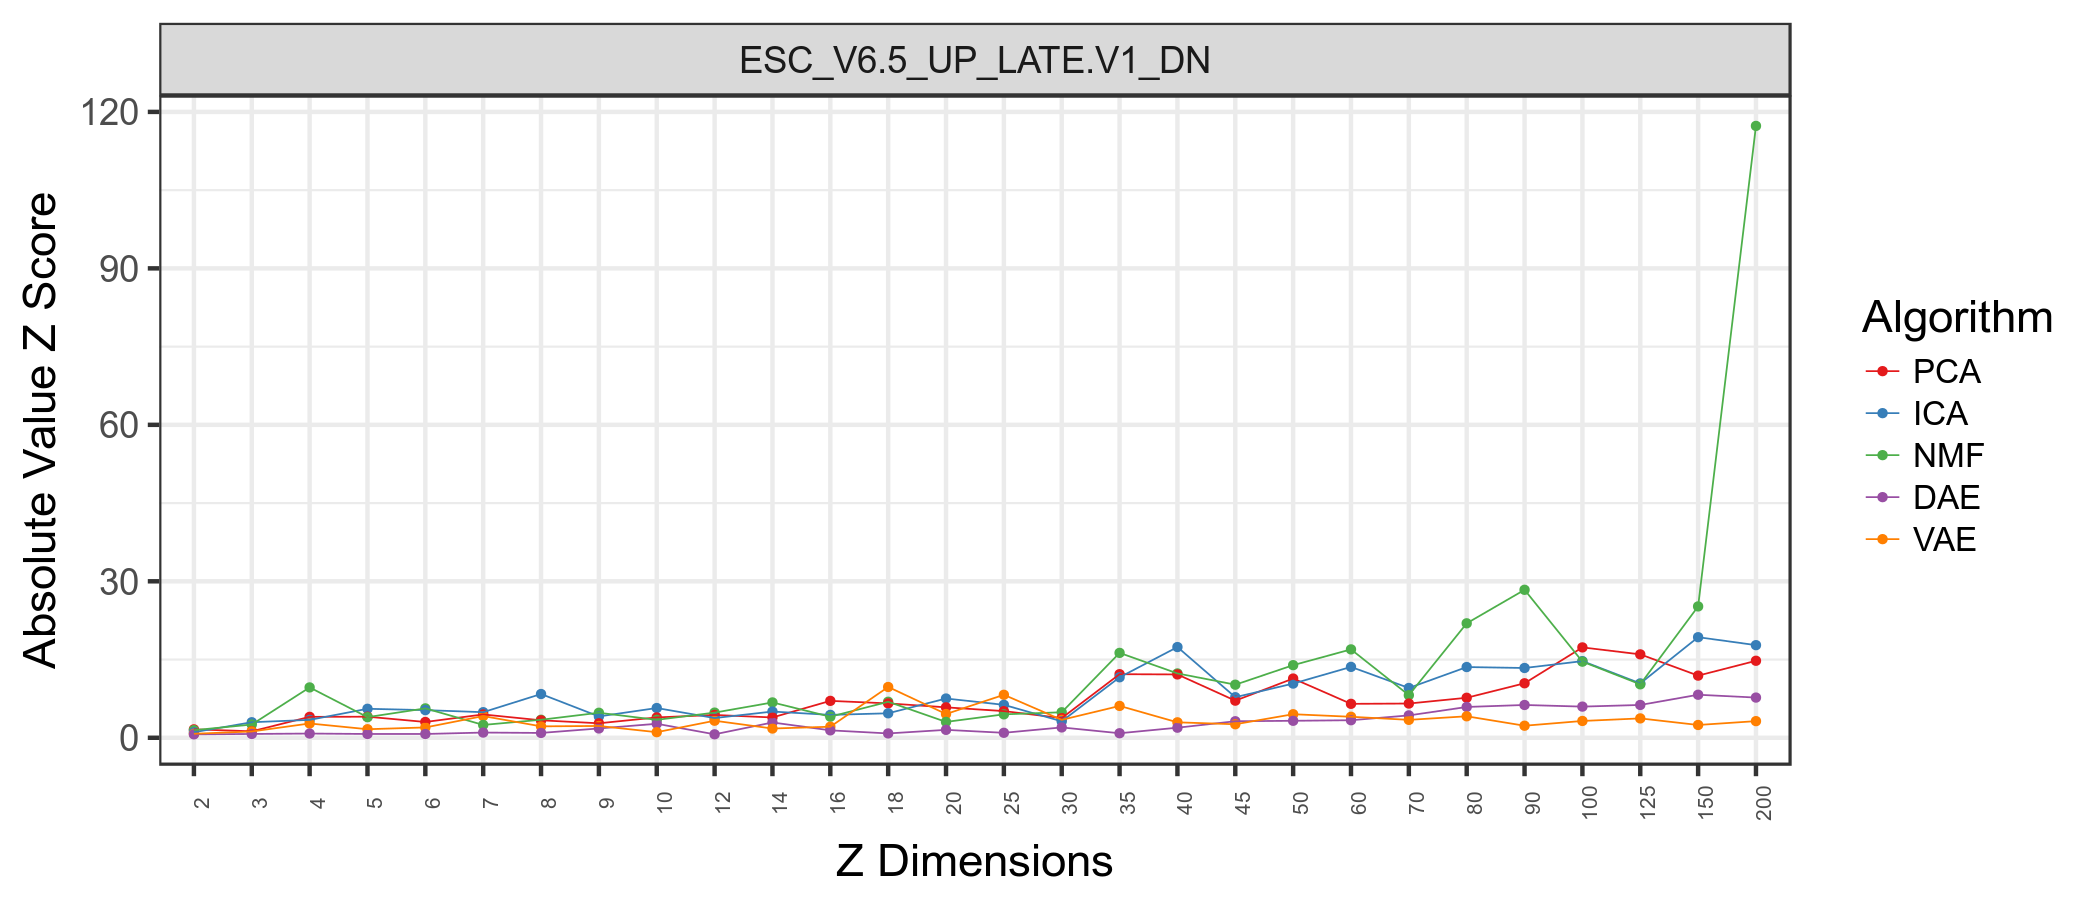 ESC_V6.5_UP_LATE.V1_DN
Absolute Value Z Score
120
90
60
30
0
2 3 4 5 6 7 8 9 10 12 14 16 18 20 25 30 35 40 45 50 60 70 80 90 100 125 150 200
Z Dimensions
Algorithm
PCA
ICA
NMF
DAE
VAE